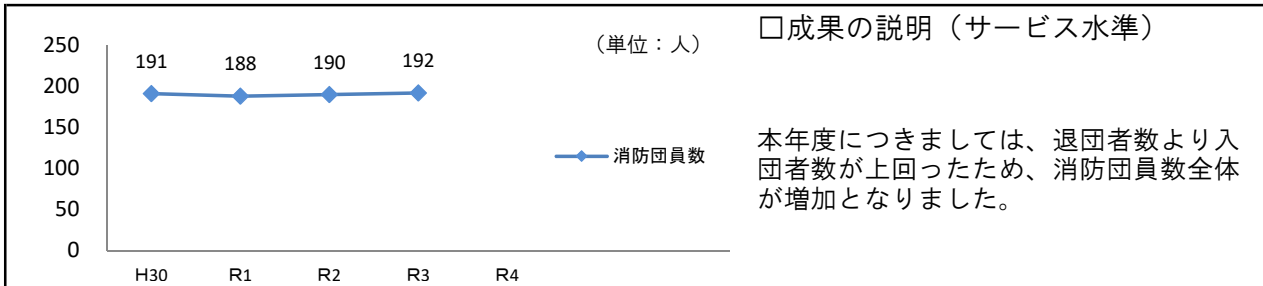 （単位：人）
250
200
150
100
50
0
191
188
190
192
H30
R1
R2
R3
R4
消防団員数
□成果の説明（サービス水準）
本年度につきましては、退団者数より入
団者数が上回ったため、消防団員数全体
が増加となりました。